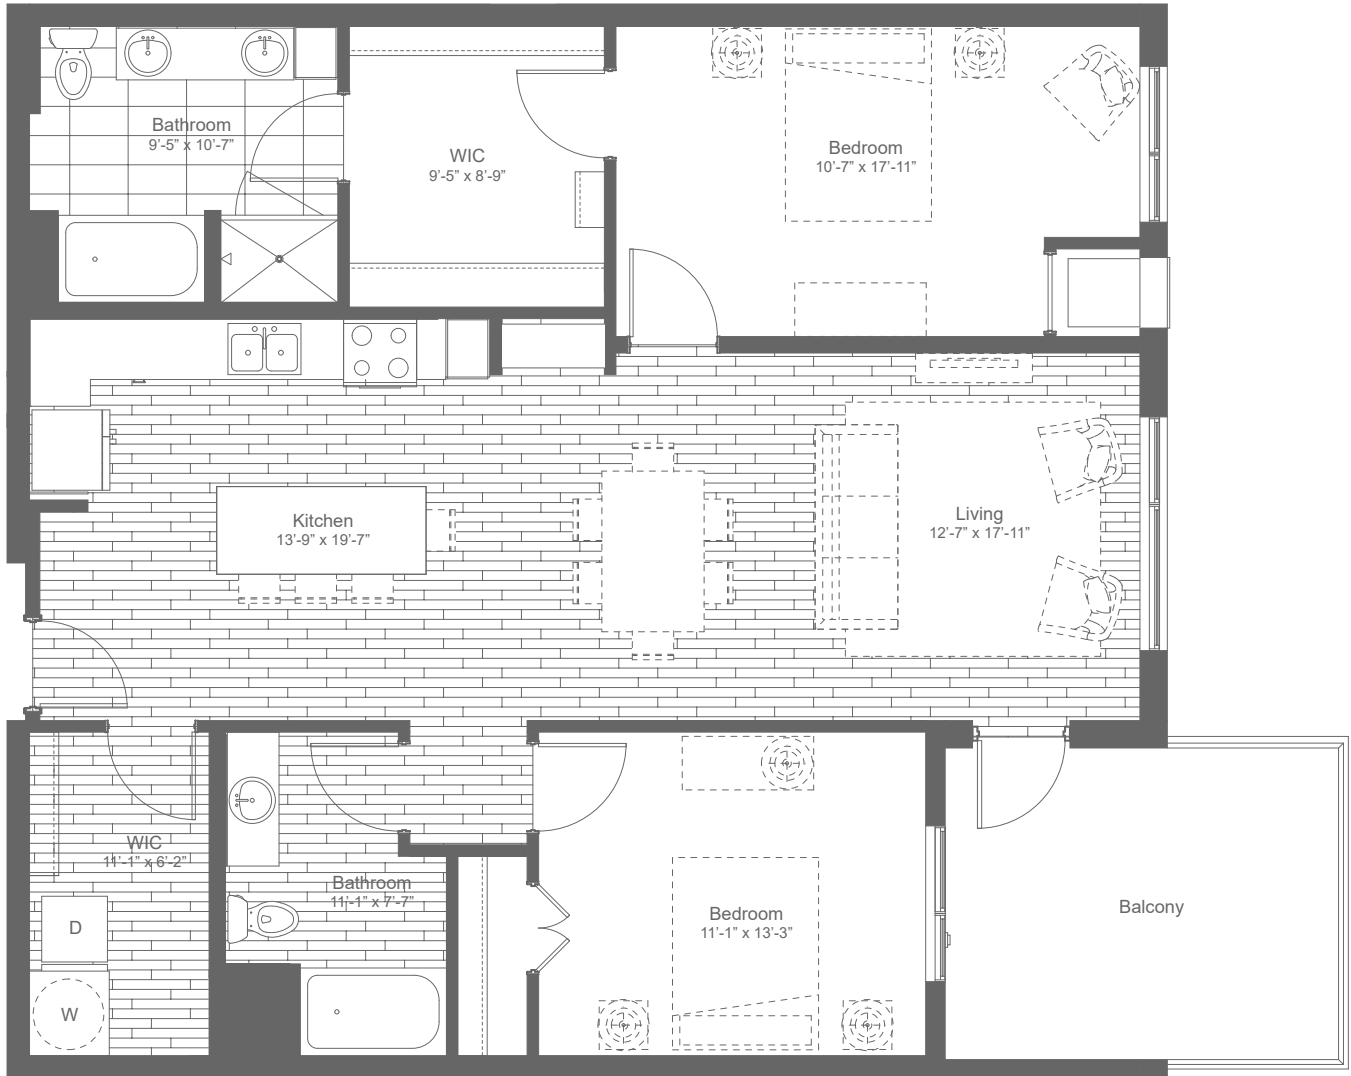 Bathroom
9'-5” x 10'-7”
WIC
9'-5” x 8'-9”
Bedroom
10'-7” x 17'-11”
Kitchen
13'-9” x 19'-7”
Living
12'-7” x 17'-11”
WIC
11'-1” x 6'-2”
D
W
Bathroom
11'-1” x 7'-7”
Bedroom
11'-1” x 13'-3”
Balcony